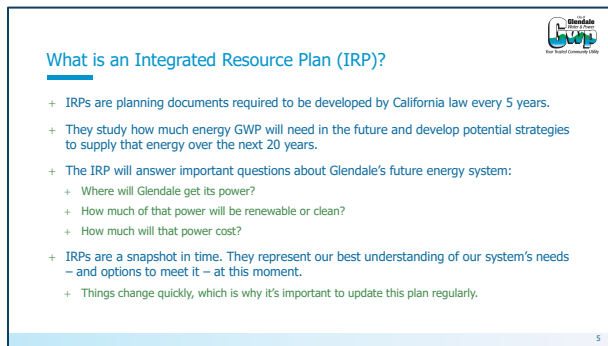 City of
Glendale
Water & Power
GWP
Your Trusted Community Utility
What is an Integrated Resource Plan (IRP)?
+ IRPs are planning documents required to be developed by California law every 5 years.
+ They study how much energy GWP will need in the future and develop potential strategies
to supply that energy over the next 20 years.
+ The IRP will answer important questions about Glendale's future energy system:
+ Where will Glendale get its power?
+ How much of that power will be renewable or clean?
+ How much will that power cost?
+ IRPs are a snapshot in time. They represent our best understanding of our system's needs
– and options to meet it – at this moment.
+ Things change quickly, which is why it's important to update this plan regularly.
5